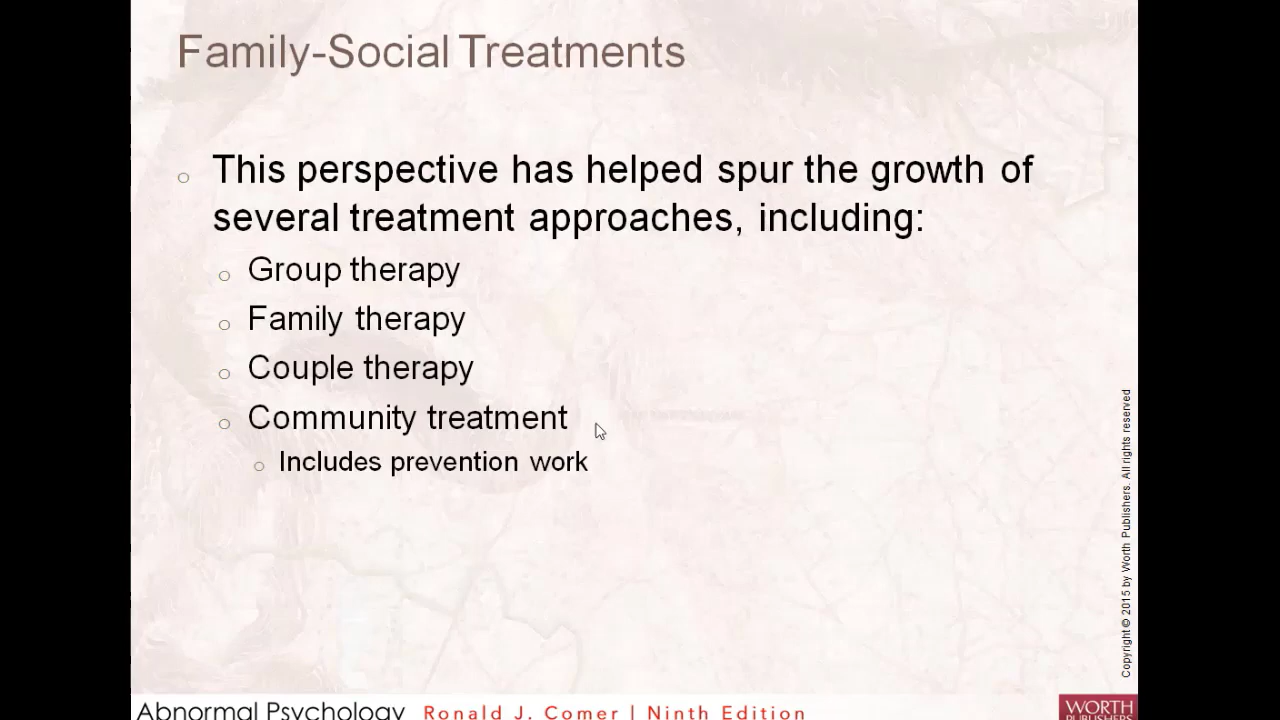 Family-Social Treatments
This perspective has helped spur the growth of
several treatment approaches, including:
Group therapy
Family therapy
Couple therapy
Community treatment
Includes prevention work
Copyright © 2015 by Worth Publishers. All rights reserved
Abnormal Psychology Ronald J. Comer | Ninth Edition
WORTH
PUBLISHERS